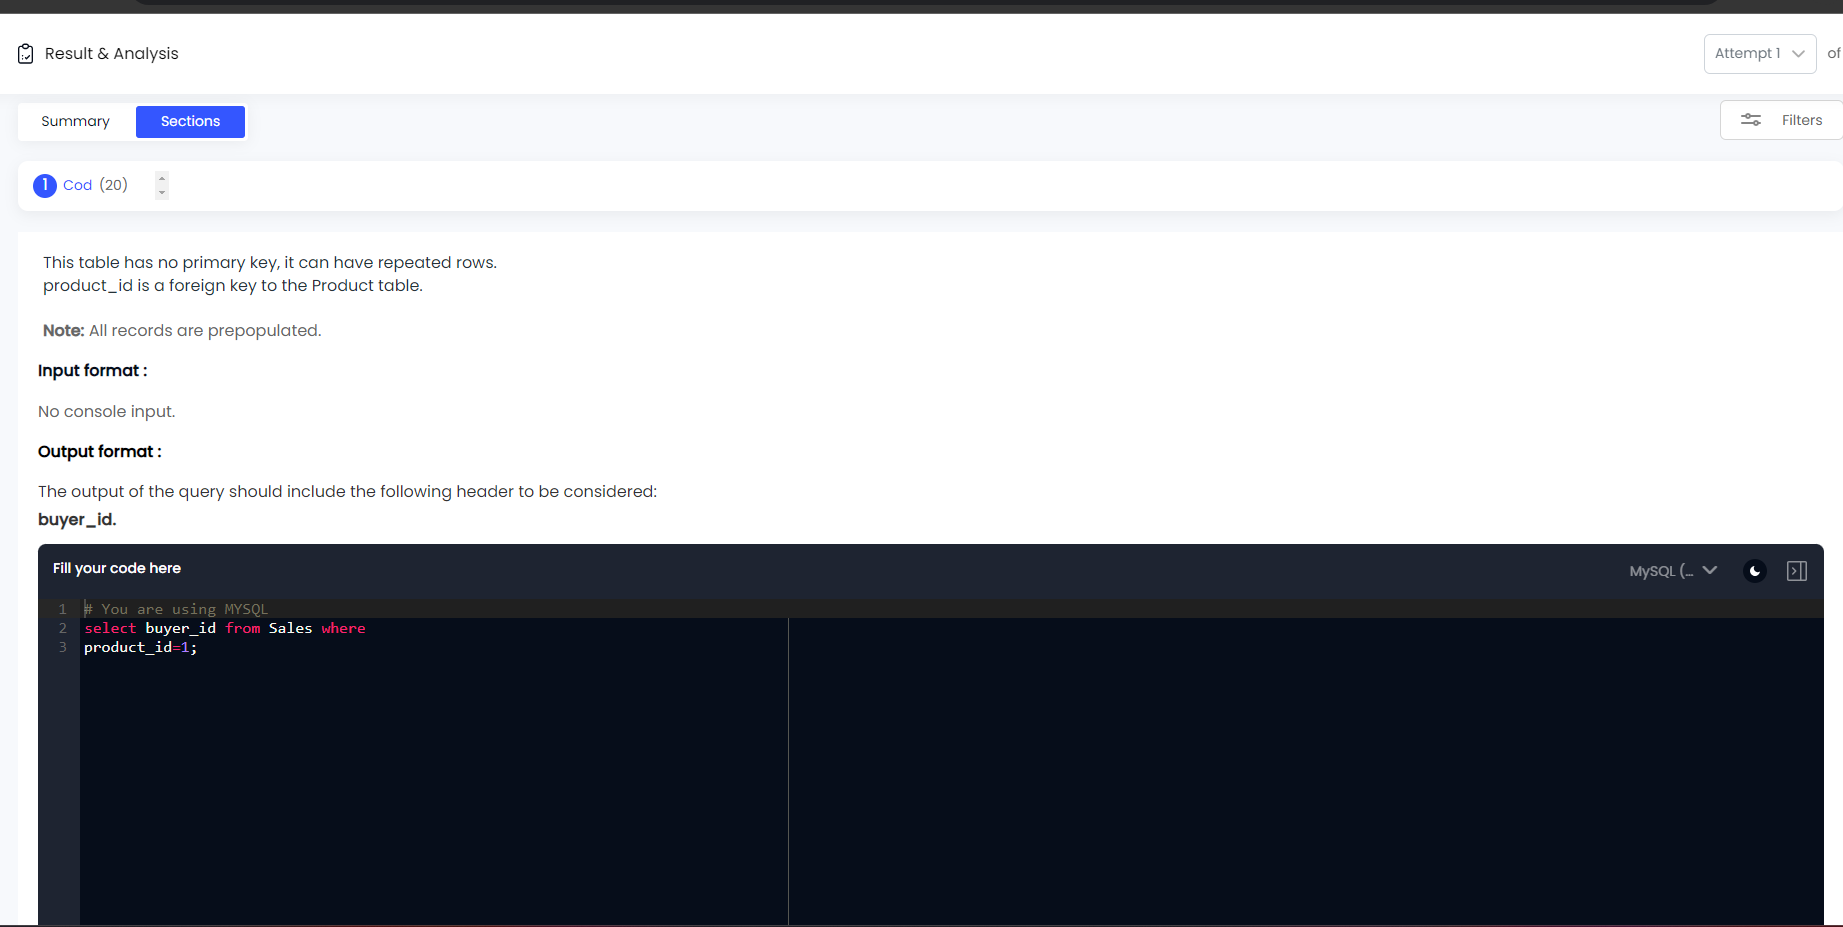 Result & Analysis
Attempt 1
of
Summary
Sections
Filters
1 Cod (20)
This table has no primary key, it can have repeated rows.
product_id is a foreign key to the Product table.
Note: All records are prepopulated.
Input format :
No console input.
Output format :
The output of the query should include the following header to be considered:
buyer_id.
Fill your code here
MySQL (...
1 # You are using MYSQL
2 select buyer_id from Sales where
3 product_id=1;